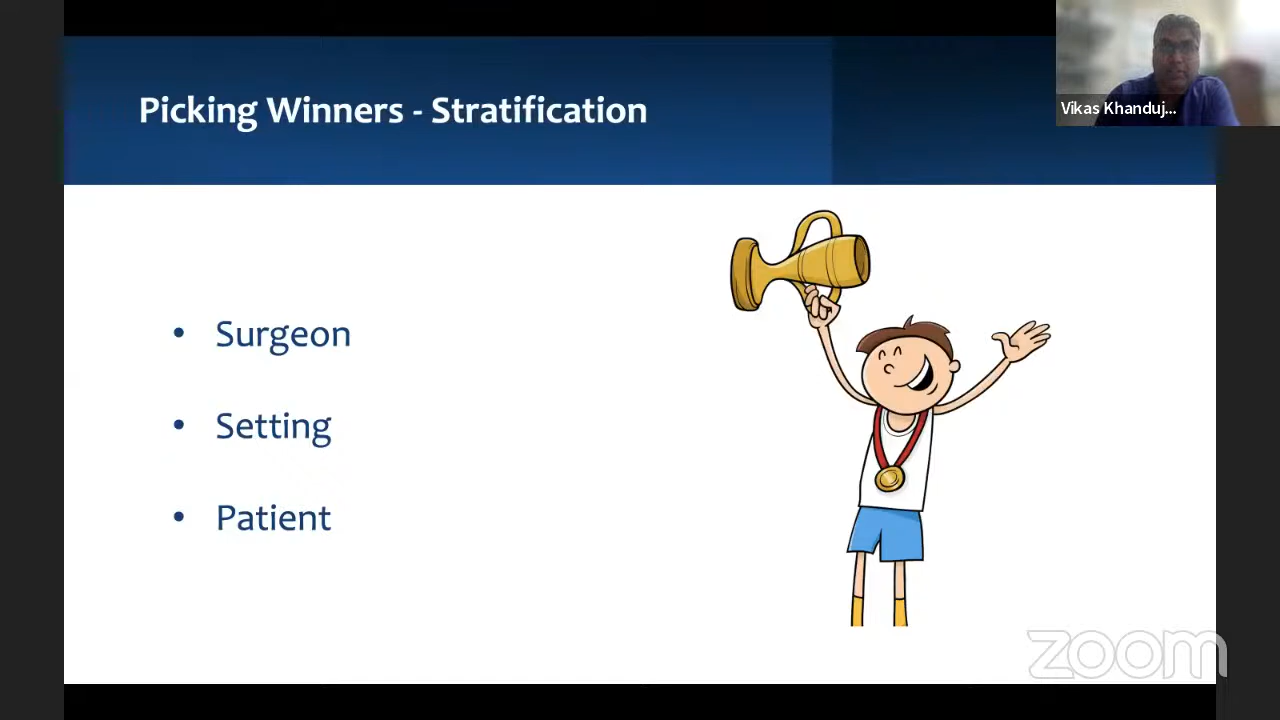 Picking Winners - Stratification
Vikas Khanduj...
• Surgeon
• Setting
• Patient
zoom